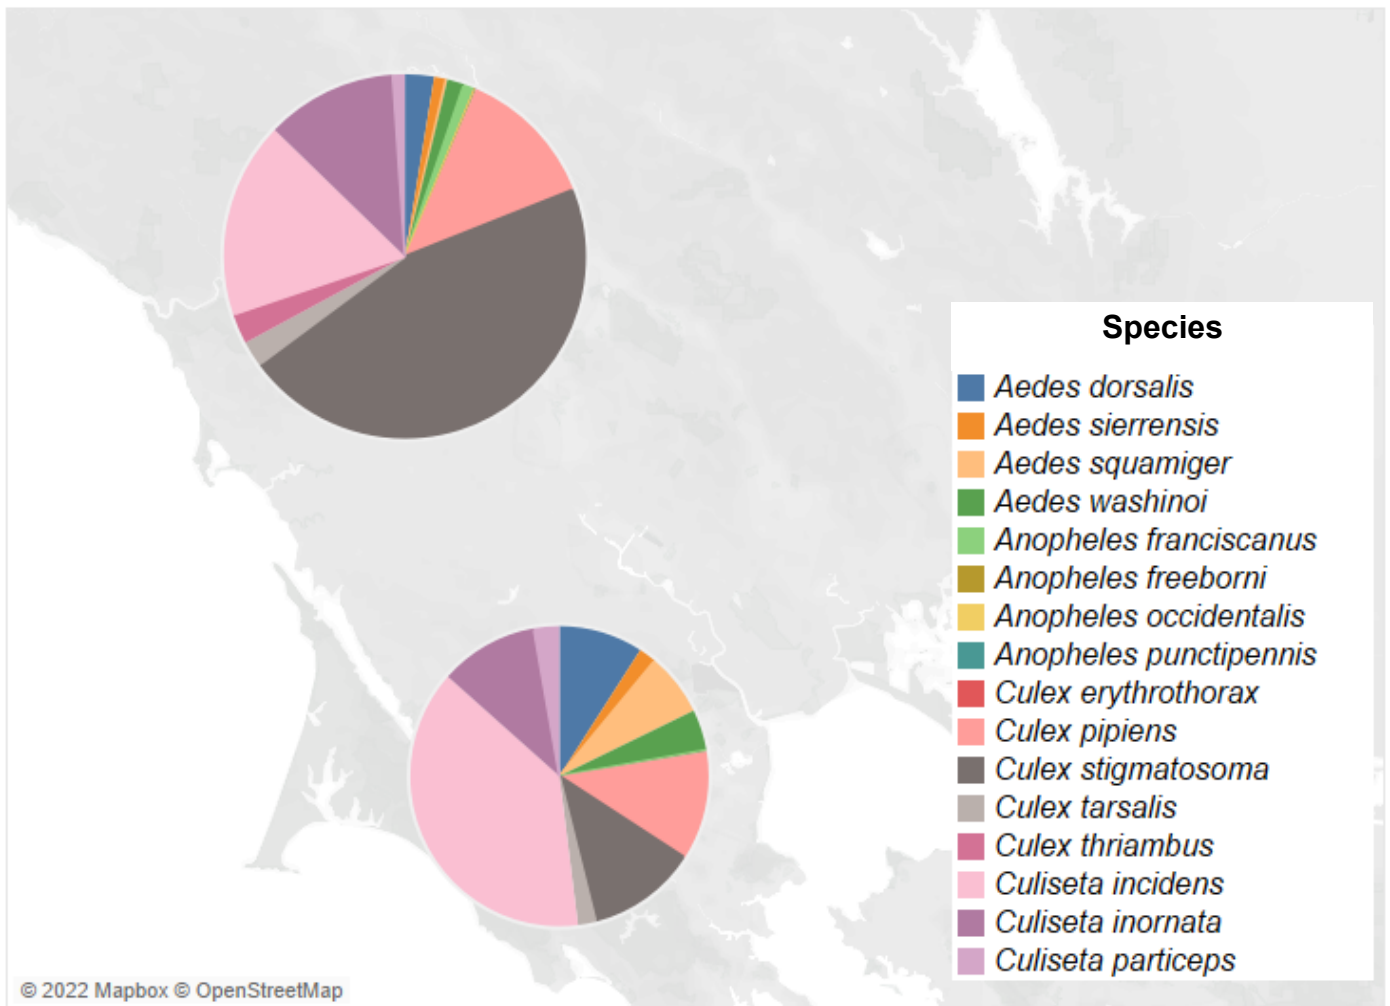 Species
Aedes dorsalis
Aedes sierrensis
Aedes squamiger
Aedes washinoi
Anopheles franciscanus
Anopheles freeborni
Anopheles occidentalis
Anopheles punctipennis
Culex erythrothorax
Culex pipiens
Culex stigmatosoma
Culex tarsalis
Culex thriambus
Culiseta incidens
Culiseta inornata
Culiseta particeps
© 2022 Mapbox © OpenStreetMap